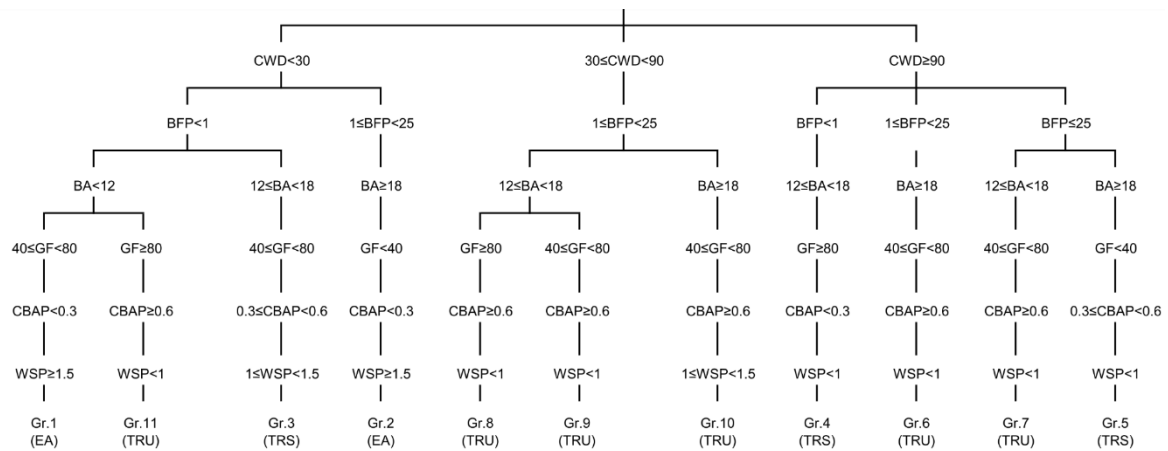 CWD<30 30≤CWD<90 CWD≥90
BFP<1 1≤BFP<25 1≤BFP<25 BFP<1 1≤BFP<25 BFP≤25
BA<12 12≤BA<18 BA≥18 12≤BA<18 BA≥18 12≤BA<18 BA≥18 12≤BA<18 BA≥18
40≤GF<80 GF≥80 40≤GF<80 GF<40 GF≥80 40≤GF<80 40≤GF<80 GF≥80 40≤GF<80 40≤GF<80 GF<40
CBAP<0.3 CBAP≥0.6 0.3≤CBAP<0.6 CBAP<0.3 CBAP≥0.6 CBAP≥0.6 CBAP≥0.6 CBAP<0.3 CBAP≥0.6 CBAP≥0.6 0.3≤CBAP<0.6
WSP≥1.5 WSP<1 1≤WSP<1.5 WSP≥1.5 WSP<1 WSP<1 1≤WSP<1.5 WSP<1 WSP<1 WSP<1 WSP<1
Gr.1 Gr.11 Gr.3 Gr.2 Gr.8 Gr.9 Gr.10 Gr.4 Gr.6 Gr.7 Gr.5
(EA) (TRU) (TRS) (EA) (TRU) (TRU) (TRU) (TRS) (TRU) (TRU) (TRS)